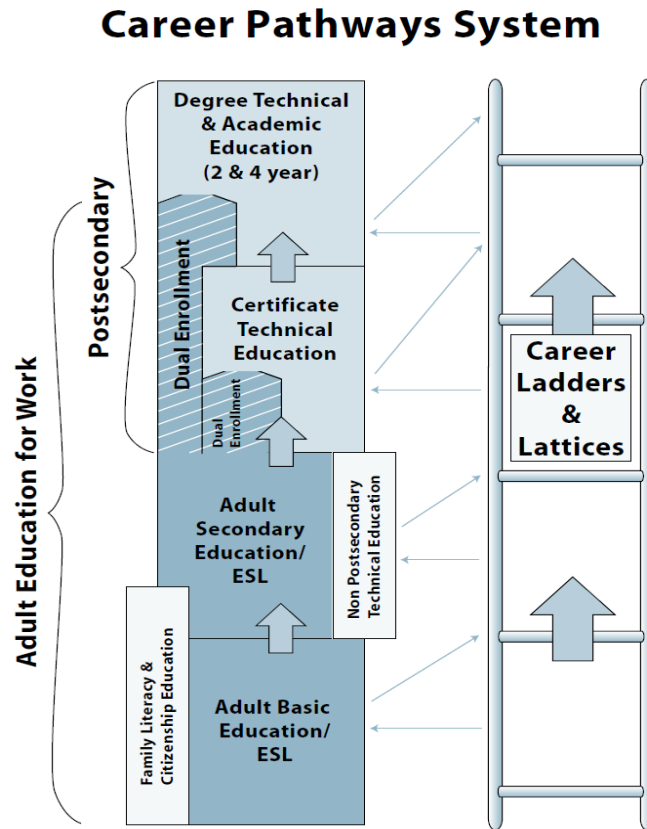 Career Pathways System
Degree Technical
& Academic
Education
(2 & 4 year)
Postsecondary
Dual Enrollment
Certificate
Technical
Education
Dual
Enrollment
Career
Ladders
&
Lattices
Adult Education for Work
Adult
Secondary
Education/
ESL
Non Postsecondary
Technical Education
Family Literacy &
Citizenship Education
Adult Basic
Education/
ESL